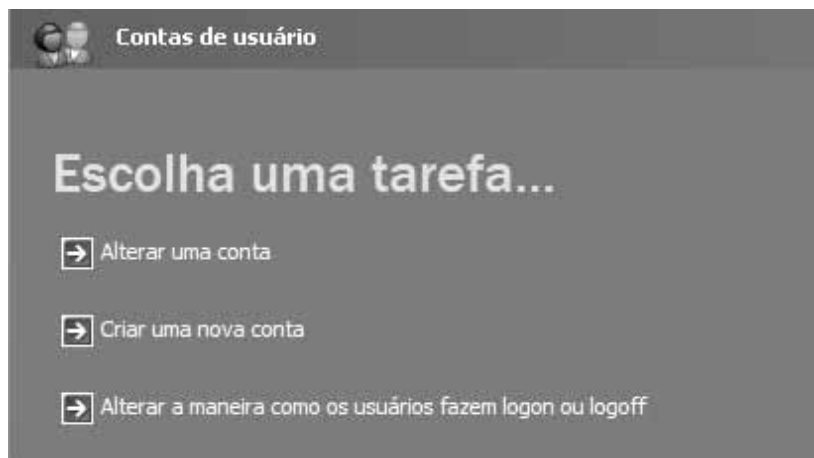 Contas de usuário
Escolha uma tarefa...
Alterar uma conta
Criar uma nova conta
Alterar a maneira como os usuários fazem logon ou logoff